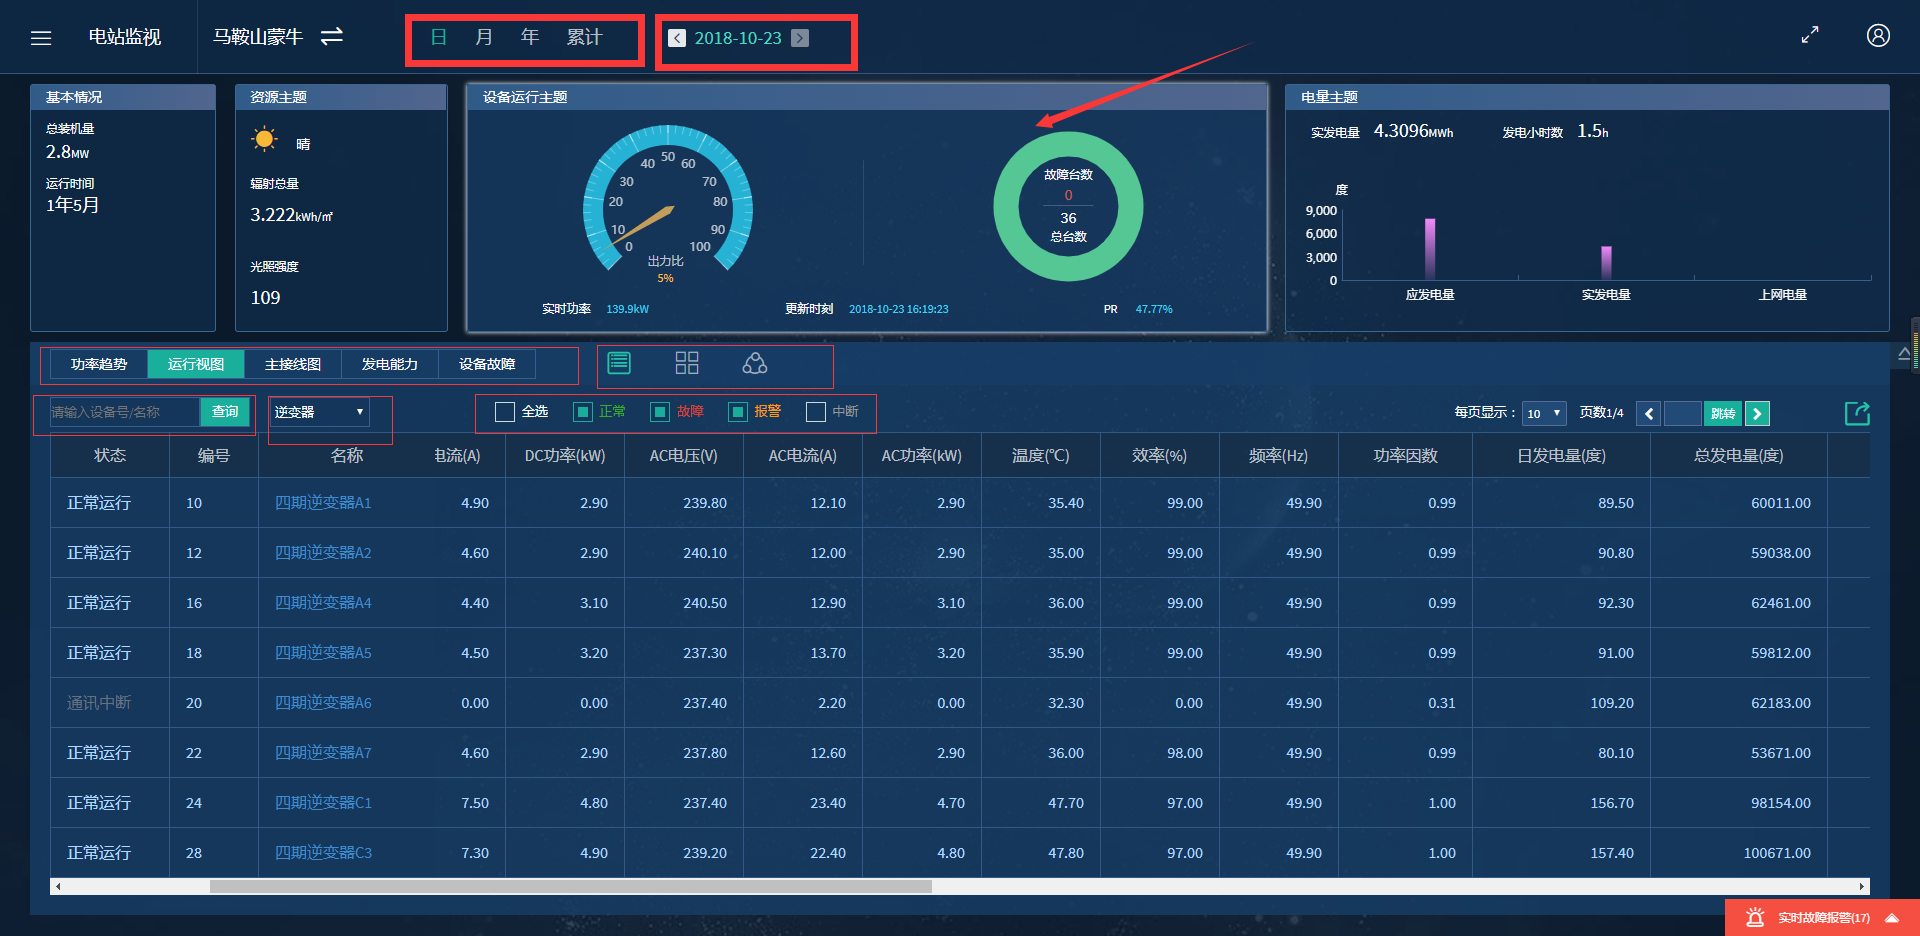 电站监视
马鞍山蒙牛
日 月 年 累计
2018-10-23
基本情况
总装机量
2.8MW
运行时间
1年5月
资源主题
晴
辐射总量
3.222kWh/㎡
光照强度
109
设备运行主题
0 10 20 30 40 50 60 70 80 90 100
出力比
5%
故障台数
0
36
总台数
实时功率 139.9kW
更新时刻 2018-10-23 16:19:23
PR 47.77%
电量主题
实发电量 4.3096MWh 发电小时数 1.5h
度
9,000
6,000
3,000
0
应发电量 实发电量 上网电量
功率趋势 运行视图 主接线图 发电能力 设备故障
请输入设备号/名称 查询 逆变器 全选 正常 故障 报警 中断 每页显示： 10 页数1/4 跳转
状态 编号 名称 电流(A) DC功率(kW) AC电压(V) AC电流(A) AC功率(kW) 温度(℃) 效率(%) 频率(Hz) 功率因数 日发电量(度) 总发电量(度)
正常运行 10 四期逆变器A1 4.90 2.90 239.80 12.10 2.90 35.40 99.00 49.90 0.99 89.50 60011.00
正常运行 12 四期逆变器A2 4.60 2.90 240.10 12.00 2.90 35.00 99.00 49.90 0.99 90.80 59038.00
正常运行 16 四期逆变器A4 4.40 3.10 240.50 12.90 3.10 36.00 99.00 49.90 0.99 92.30 62461.00
正常运行 18 四期逆变器A5 4.50 3.20 237.30 13.70 3.20 35.90 99.00 49.90 0.99 91.00 59812.00
通讯中断 20 四期逆变器A6 0.00 0.00 237.40 2.20 0.00 32.30 0.00 49.90 0.31 109.20 62183.00
正常运行 22 四期逆变器A7 4.60 2.90 237.80 12.60 2.90 36.00 98.00 49.90 0.99 80.10 53671.00
正常运行 24 四期逆变器C1 7.50 4.80 237.40 23.40 4.70 47.70 97.00 49.90 1.00 156.70 98154.00
正常运行 28 四期逆变器C3 7.30 4.90 239.20 22.40 4.80 47.80 97.00 49.90 1.00 157.40 100671.00
实时故障报警(17)